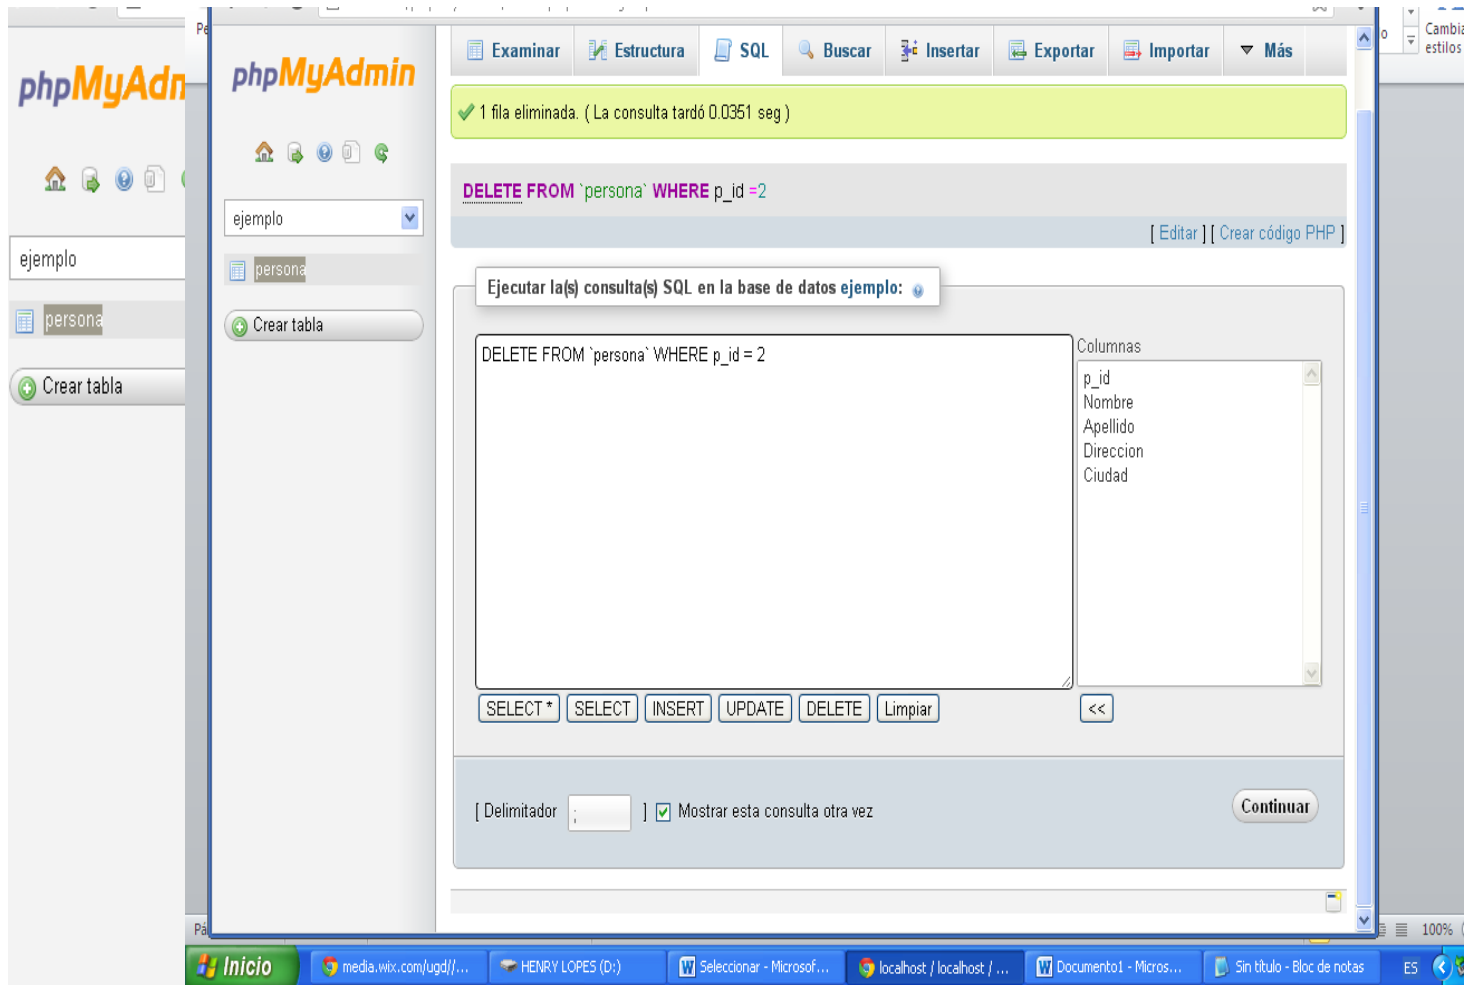 phpMyAdn
ejemplo
persona
Crear tabla
Pe
phpMyAdmin
ejemplo
persona
Crear tabla
Examinar Estructura SQL Buscar Insertar Exportar Importar Más
1 fila eliminada. ( La consulta tardó 0.0351 seg )
DELETE FROM `persona` WHERE p_id =2
[ Editar ] [ Crear código PHP ]
Ejecutar la(s) consulta(s) SQL en la base de datos ejemplo:
DELETE FROM `persona` WHERE p_id = 2
Columnas
p_id
Nombre
Apellido
Direccion
Ciudad
SELECT * SELECT INSERT UPDATE DELETE Limpiar <<
[ Delimitador ; ] Mostrar esta consulta otra vez
Continuar
o Cambia
estilos
Pá
100%
Inicio media.wix.com/ugd//... HENRY LOPES (D:) Seleccionar - Microsof... localhost / localhost / ... Documento1 - Micros... Sin título - Bloc de notas ES